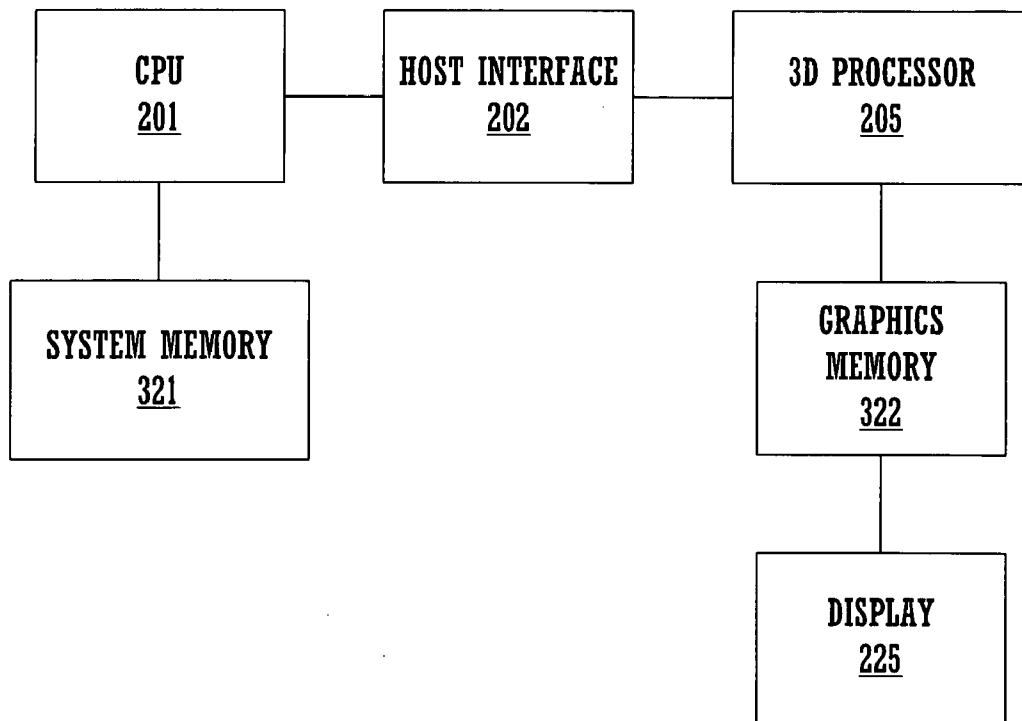 CPU
201
HOST INTERFACE
202
3D PROCESSOR
205
SYSTEM MEMORY
321
GRAPHICS
MEMORY
322
DISPLAY
225